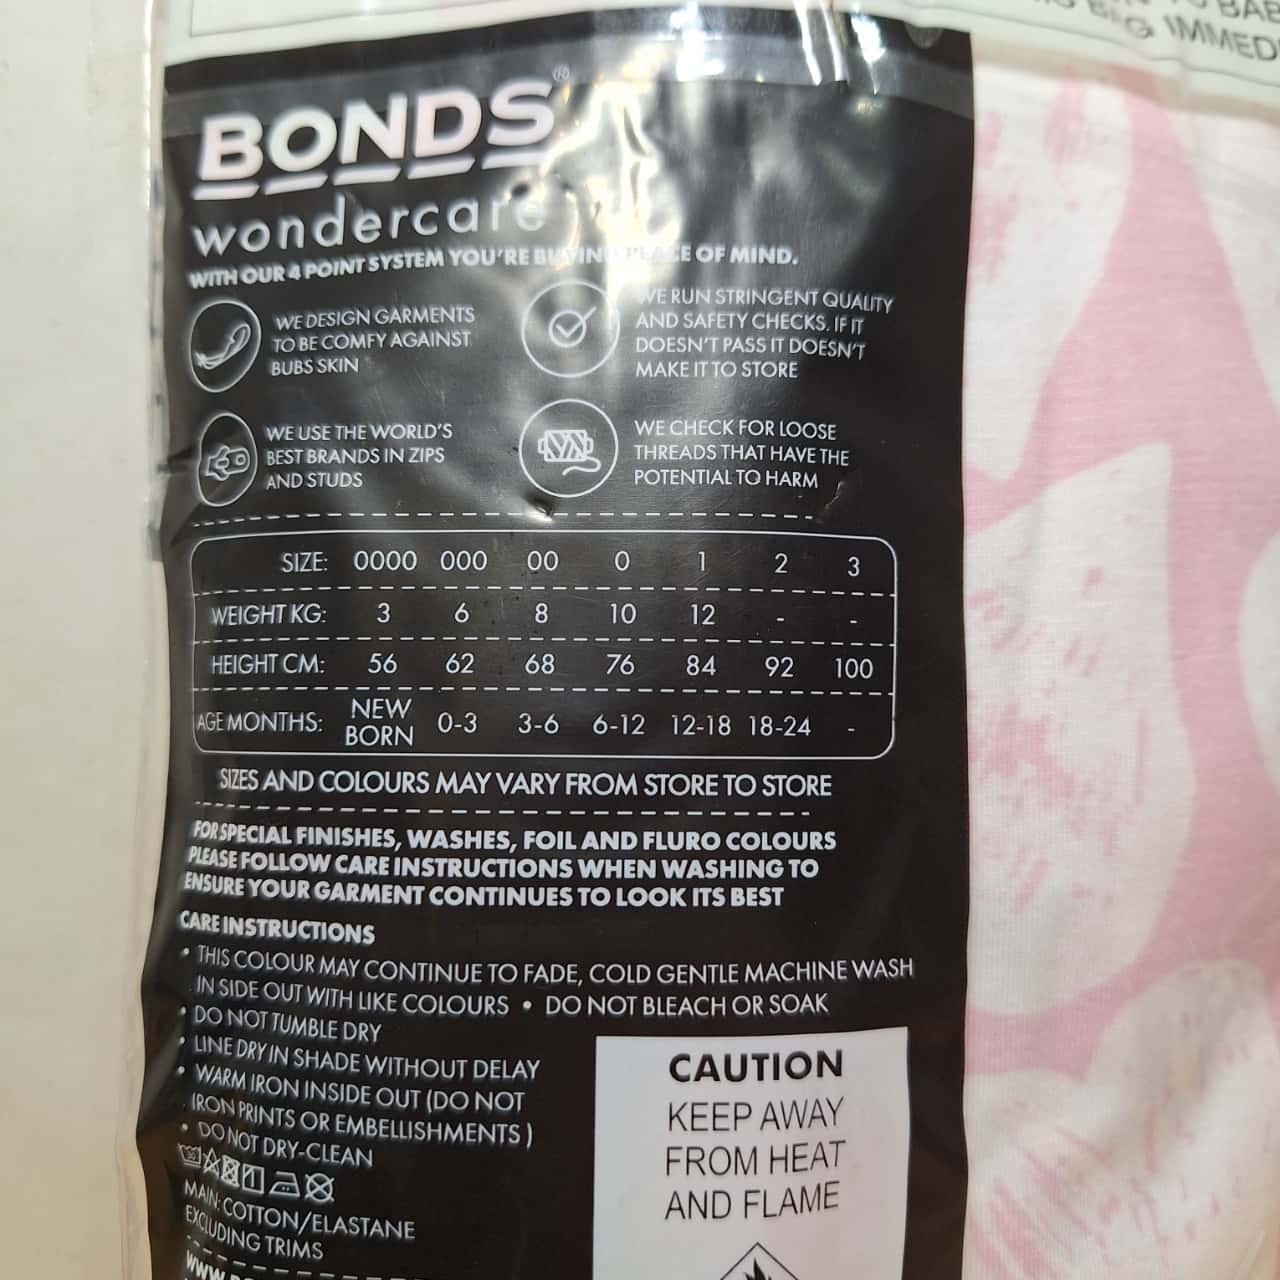 BAB
BAG IMMED
BONDS®
wondercare
WITH OUR 4 POINT SYSTEM YOU'RE BUYING PEACE OF MIND.
WE DESIGN GARMENTS
TO BE COMFY AGAINST
BUBS SKIN
WE RUN STRINGENT QUALITY
AND SAFETY CHECKS. IF IT
DOESN'T PASS IT DOESN'T
MAKE IT TO STORE
WE USE THE WORLD'S
BEST BRANDS IN ZIPS
AND STUDS
WE CHECK FOR LOOSE
THREADS THAT HAVE THE
POTENTIAL TO HARM
SIZE: 0000 000 00 0 1 2 3
WEIGHT KG: 3 6 8 10 12 - -
HEIGHT CM: 56 62 68 76 84 92 100
AGE MONTHS: NEW BORN 0-3 3-6 6-12 12-18 18-24 -
SIZES AND COLOURS MAY VARY FROM STORE TO STORE
FOR SPECIAL FINISHES, WASHES, FOIL AND FLURO COLOURS
PLEASE FOLLOW CARE INSTRUCTIONS WHEN WASHING TO
ENSURE YOUR GARMENT CONTINUES TO LOOK ITS BEST
CARE INSTRUCTIONS
• THIS COLOUR MAY CONTINUE TO FADE, COLD GENTLE MACHINE WASH
IN SIDE OUT WITH LIKE COLOURS • DO NOT BLEACH OR SOAK
• DO NOT TUMBLE DRY
• LINE DRY IN SHADE WITHOUT DELAY
• WARM IRON INSIDE OUT (DO NOT
IRON PRINTS OR EMBELLISHMENTS )
• DO NOT DRY-CLEAN
30
MAIN: COTTON/ELASTANE
EXCLUDING TRIMS
CAUTION
KEEP AWAY
FROM HEAT
AND FLAME